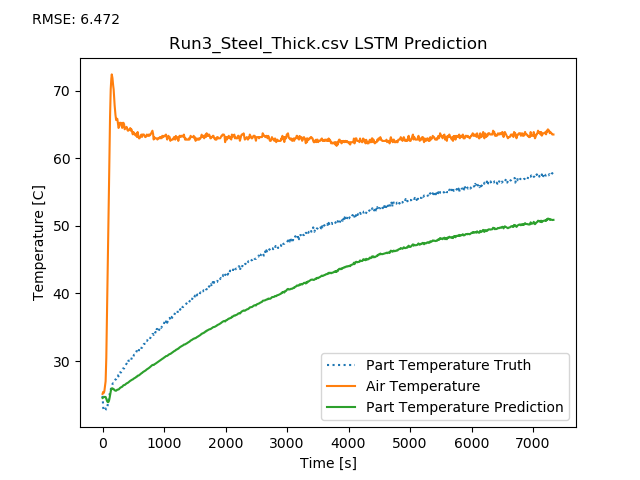 RMSE: 6.472
Run3_Steel_Thick.csv LSTM Prediction
Temperature [C]
70
60
50
40
30
Part Temperature Truth
Air Temperature
Part Temperature Prediction
0 1000 2000 3000 4000 5000 6000 7000
Time [s]